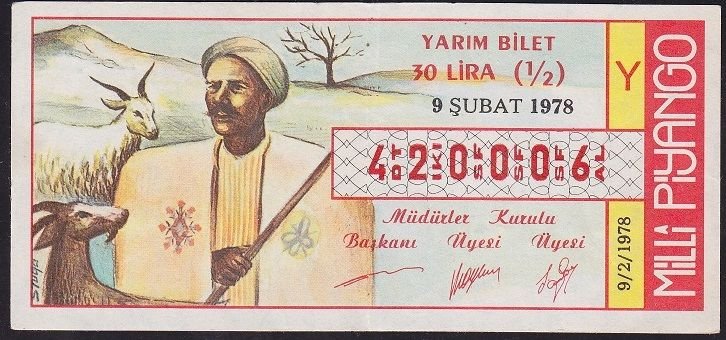 YARIM BİLET
30 LİRA (½)
9 ŞUBAT 1978
420006
Müdürler Kurulu
Başkanı Üyesi Üyesi
Y
9/2/1978
MİLLİ PİYANGO